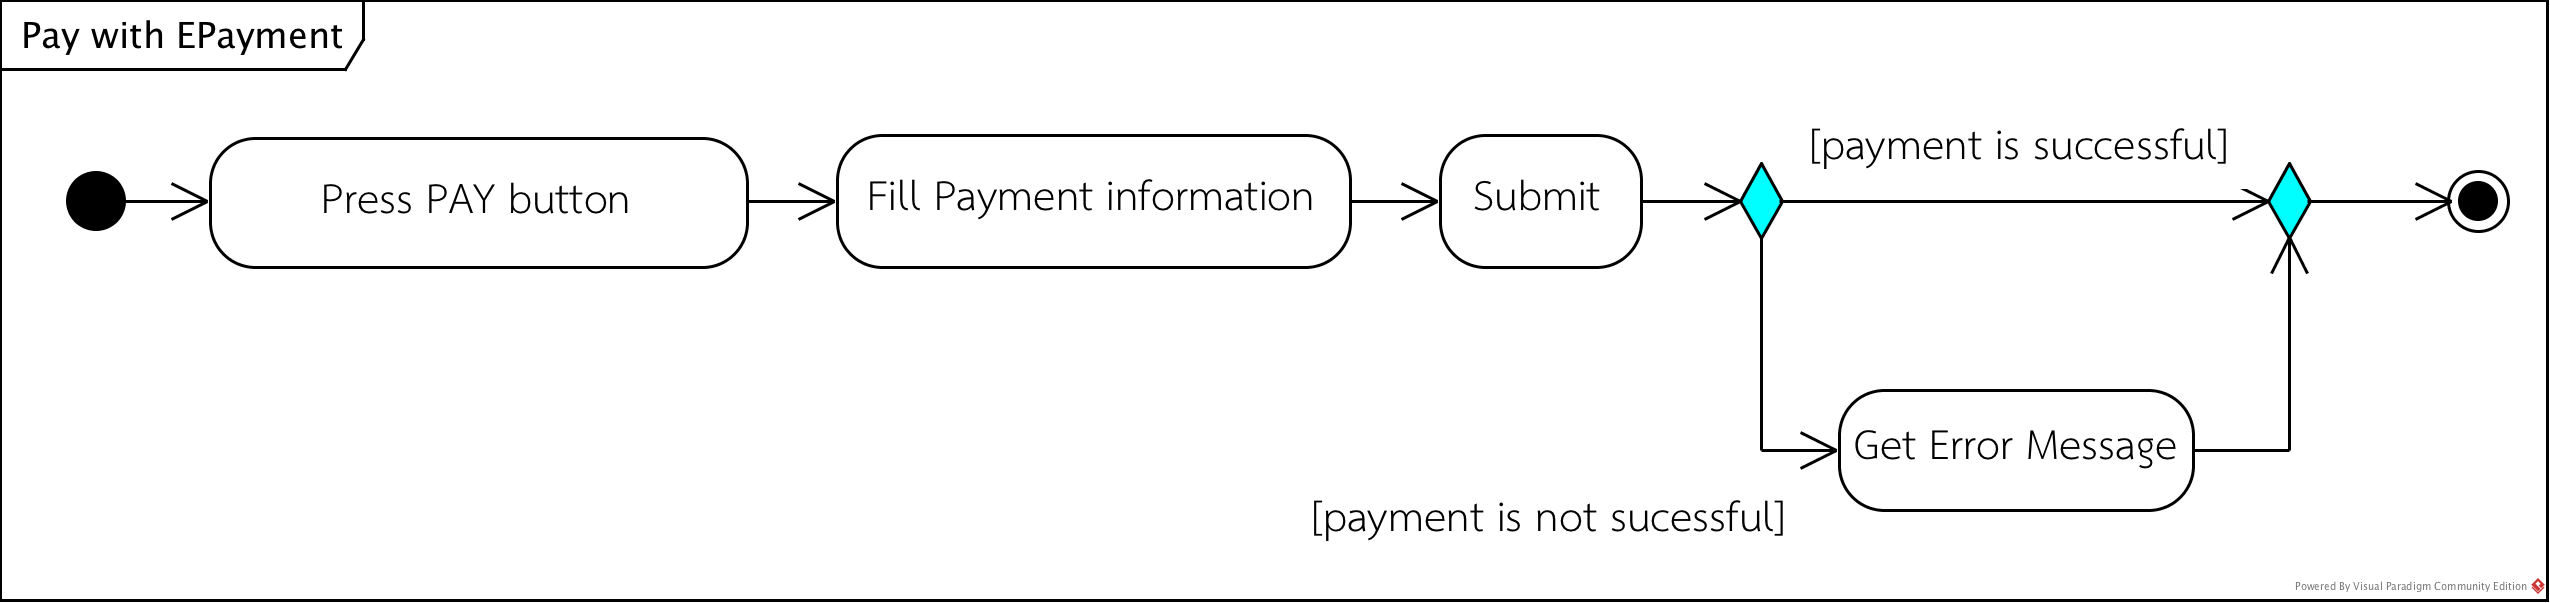 Pay with EPayment
[payment is successful]
Press PAY button
Fill Payment information
Submit
Get Error Message
[payment is not sucessful]
Powered By Visual Paradigm Community Edition